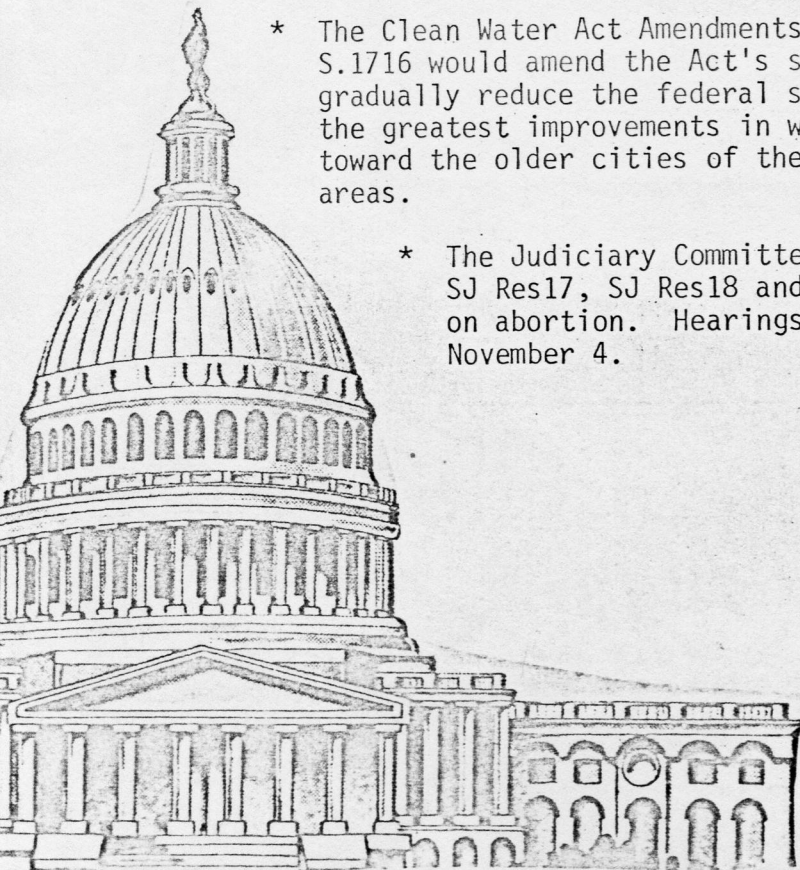 * The Clean Water Act Amendments
S.1716 would amend the Act's s
gradually reduce the federal s
the greatest improvements in w
toward the older cities of the
areas.
* The Judiciary Committe
SJ Res17, SJ Res18 and
on abortion. Hearings
November 4.